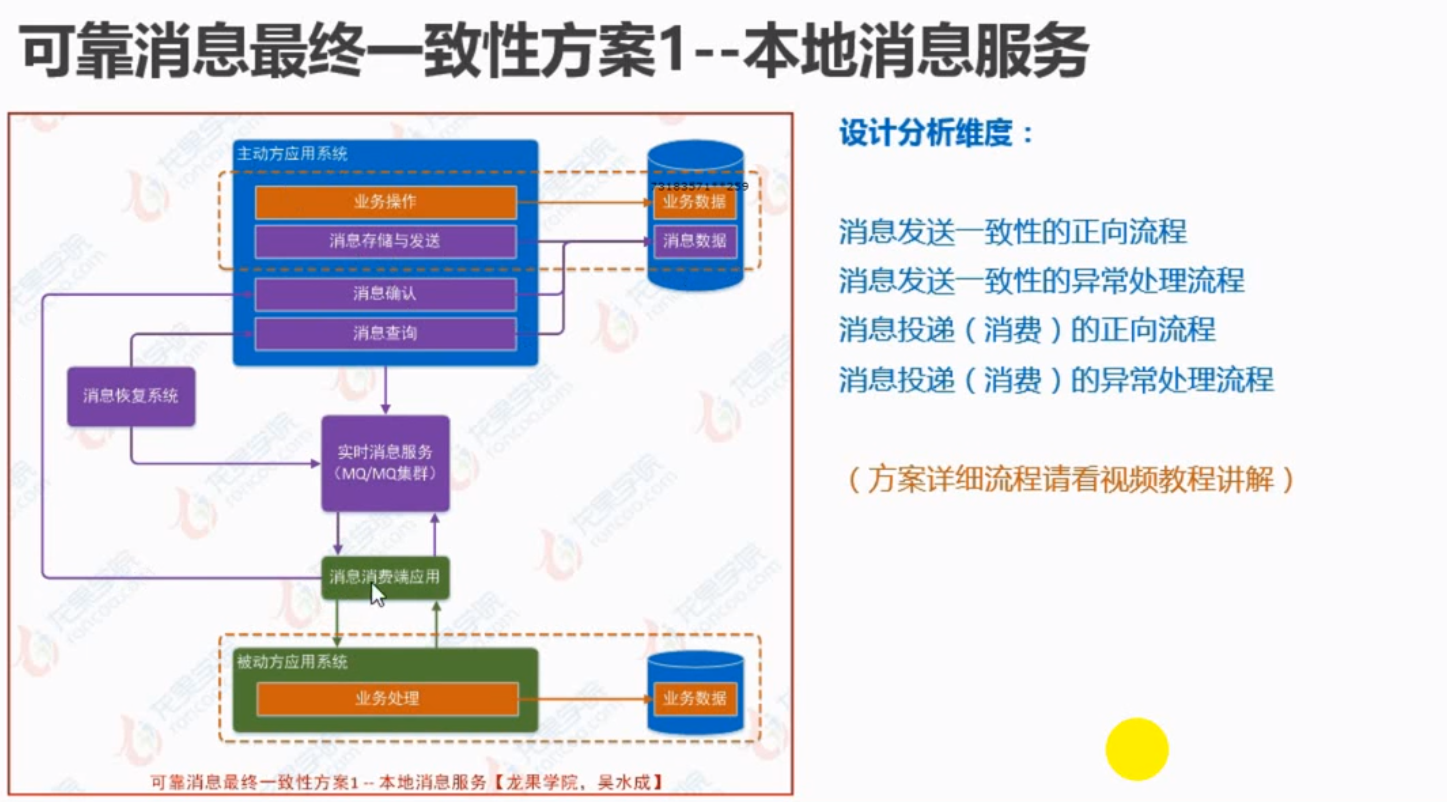 可靠消息最终一致性方案1--本地消息服务
主动方应用系统
业务操作
消息存储与发送
消息确认
消息查询
业务数据
消息数据
消息恢复系统
实时消息服务
（MQ/MQ集群）
消息消费端应用
被动方应用系统
业务处理
业务数据
可靠消息最终一致性方案1 -- 本地消息服务【龙果学院，吴水成】
设计分析维度：
消息发送一致性的正向流程
消息发送一致性的异常处理流程
消息投递（消费）的正向流程
消息投递（消费）的异常处理流程
（方案详细流程请看视频教程讲解）
龙果学院
roncoo.com